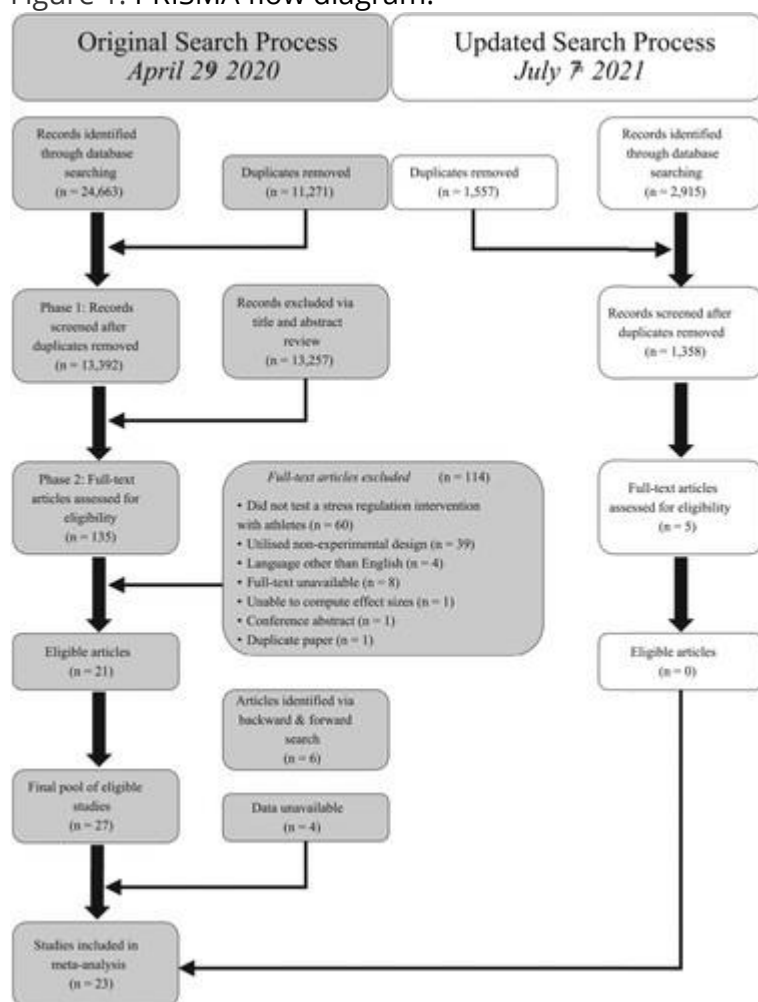 Figure 1. PRISMA flow diagram.
Original Search Process
April 29 2020
Updated Search Process
July 7 2021
Records identified
through database
searching
(n = 24,663)
Duplicates removed
(n = 11,271)
Duplicates removed
(n = 1,557)
Records identified
through database
searching
(n = 2,915)
Phase 1: Records
screened after
duplicates removed
(n = 13,392)
Records excluded via
title and abstract
review
(n = 13,257)
Records screened after
duplicates removed
(n = 1,358)
Phase 2: Full-text
articles assessed for
eligibility
(n = 135)
Full-text articles excluded (n = 114)
• Did not test a stress regulation intervention
with athletes (n = 60)
• Utilised non-experimental design (n = 39)
• Language other than English (n = 4)
• Full-text unavailable (n = 8)
• Unable to compute effect sizes (n = 1)
• Conference abstract (n = 1)
• Duplicate paper (n = 1)
Full-text articles
assessed for eligibility
(n = 5)
Eligible articles
(n = 21)
Eligible articles
(n = 0)
Articles identified via
backward & forward
search
(n = 6)
Final pool of eligible
studies
(n = 27)
Data unavailable
(n = 4)
Studies included in
meta-analysis
(n = 23)